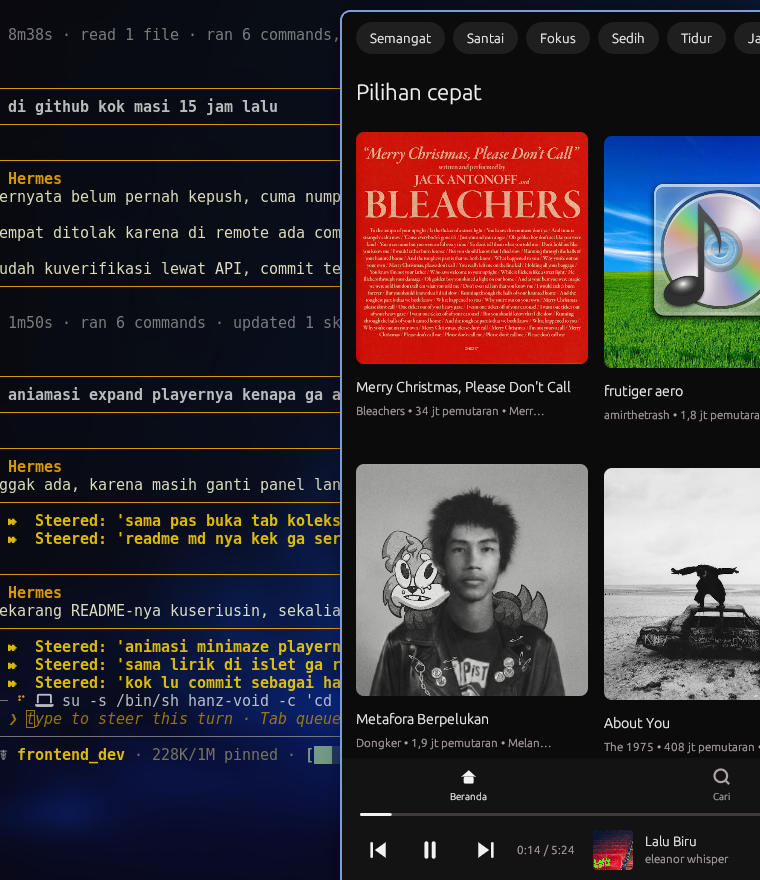 8m38s · read 1 file · ran 6 commands,
di github kok masi 15 jam lalu
Hermes
ernyata belum pernah kepush, cuma nump
empat ditolak karena di remote ada com
udah kuverifikasi lewat API, commit te
1m50s · ran 6 commands · updated 1 sk
aniamasi expand playernya kenapa ga a
Hermes
ggak ada, karena masih ganti panel lan
Steered: 'sama pas buka tab koleks
Steered: 'readme md nya kek ga ser
Hermes
ekarang README-nya kuseriusin, sekalia
Steered: 'animasi minimaze playern
Steered: 'sama lirik di islet ga r
Steered: 'kok lu commit sebagai ha
su -s /bin/sh hanz-void -c 'cd
❯ type to steer this turn · Tab queue
frontend_dev · 228K/1M pinned · [
Semangat Santai Fokus Sedih Tidur Ja
Pilihan cepat
"Merry Christmas, Please Don't Call"
written and performed by
JACK ANTONOFF and
BLEACHERS
Merry Christmas, Please Don't Call
Bleachers • 34 jt pemutaran • Merr…
frutiger aero
amirthetrash • 1,8 jt pemutara
Metafora Berpelukan
Dongker • 1,9 jt pemutaran • Melan…
About You
The 1975 • 408 jt pemutaran •
Beranda
Cari
0:14 / 5:24
Lalu Biru
eleanor whisper